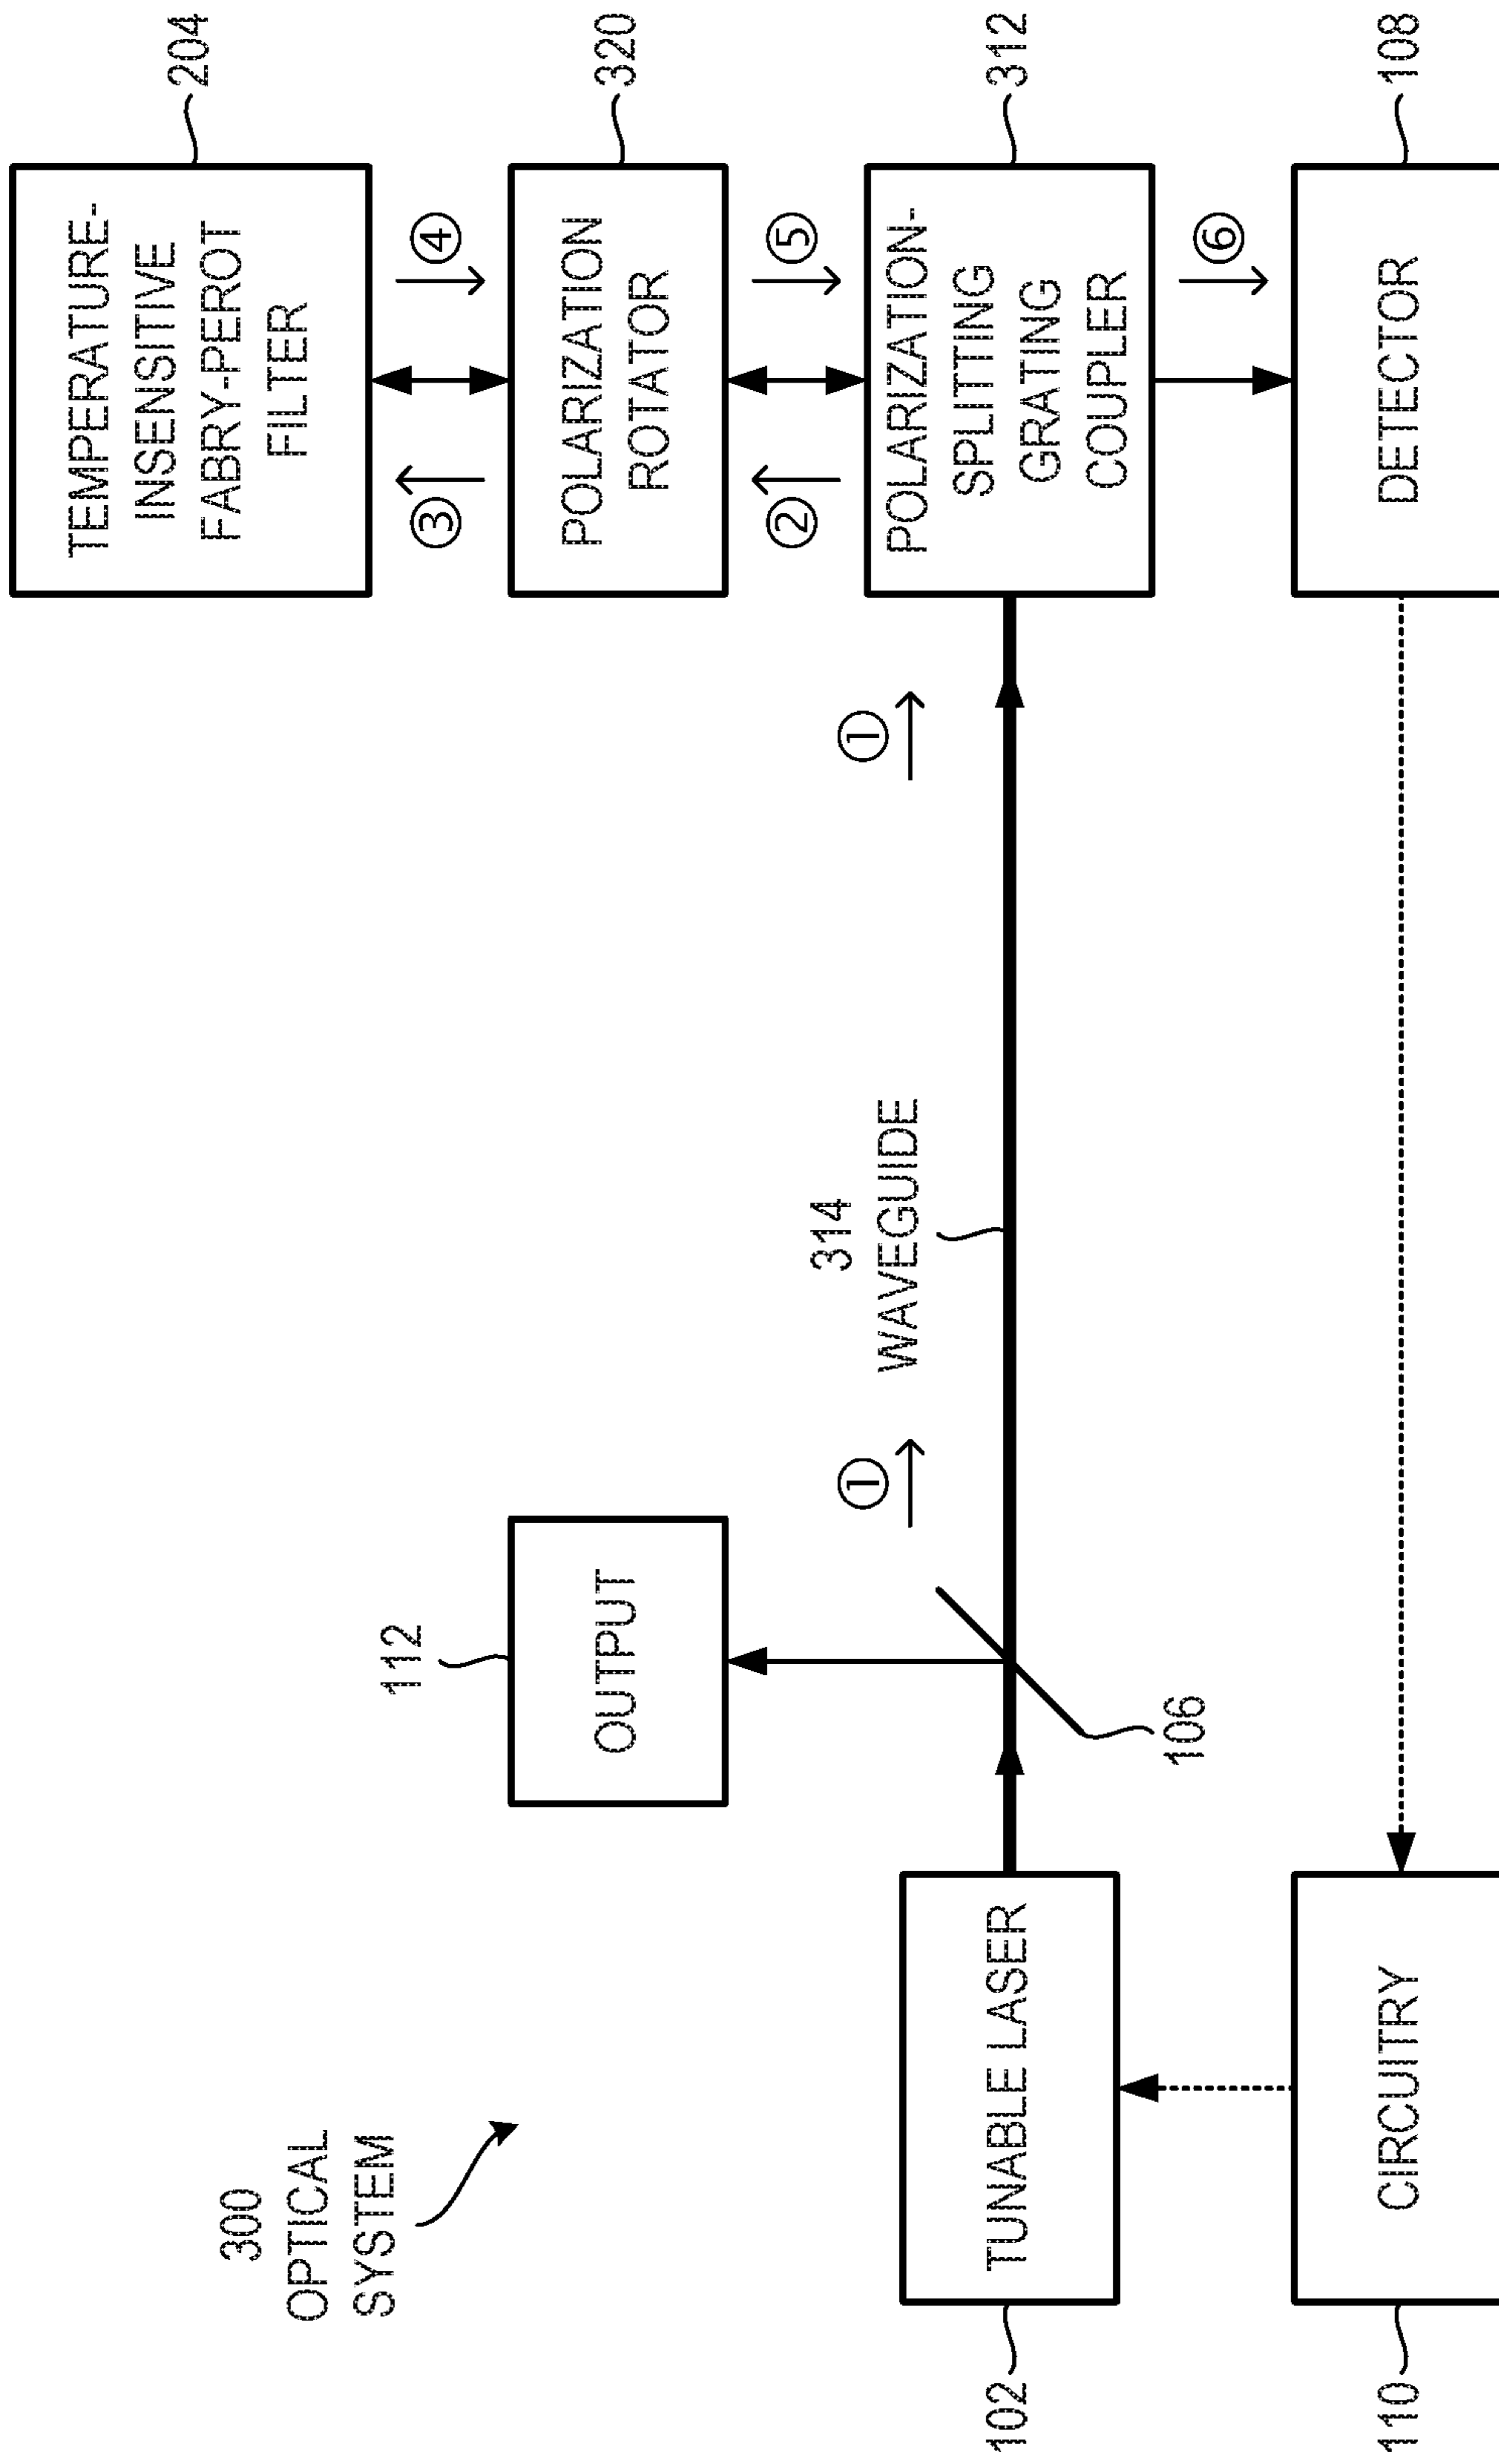 300
OPTICAL
SYSTEM
112
OUTPUT
204
TEMPERATURE-
INSENSITIVE
FABRY-PEROT
FILTER
③
④
320
POLARIZATION
ROTATOR
②
⑤
312
POLARIZATION-
SPLITTING
GRATING
COUPLER
⑥
102
TUNABLE LASER
106
①
314
WAVEGUIDE
①
110
CIRCUITRY
DETECTOR
108